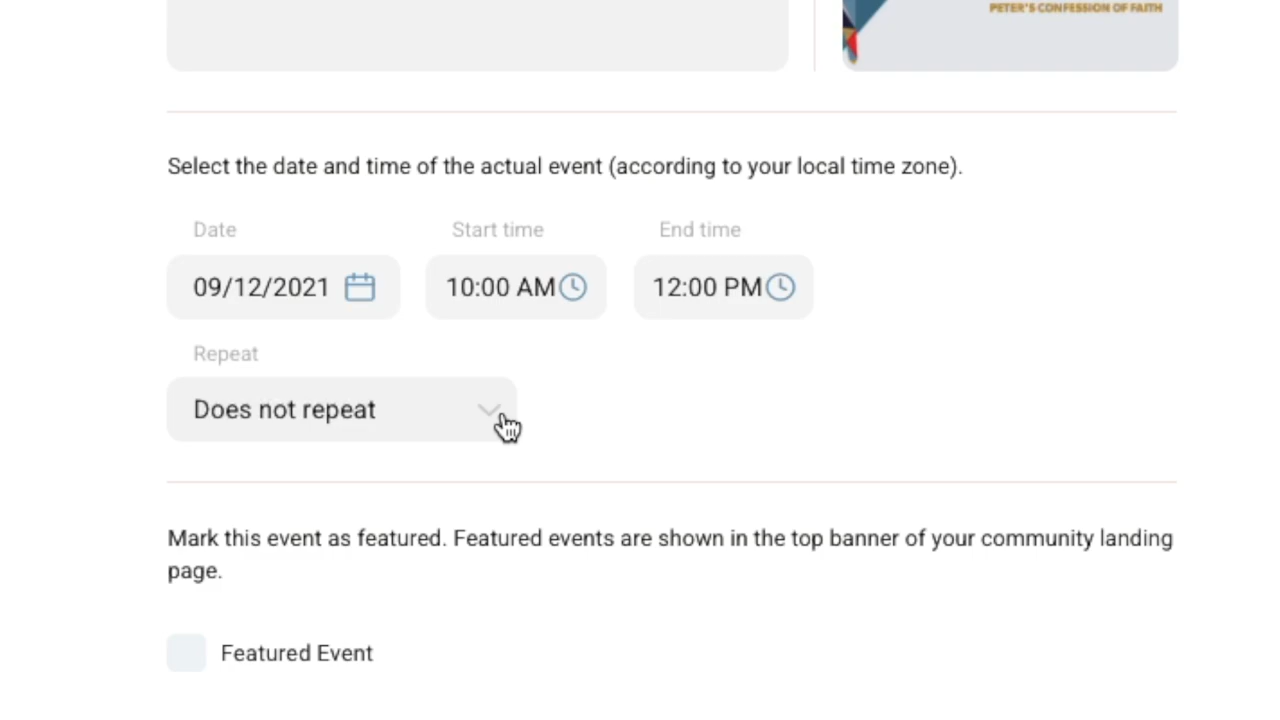 PETER'S CONFESSION OF FAITH
Select the date and time of the actual event (according to your local time zone).
Date
Start time
End time
09/12/2021
10:00 AM
12:00 PM
Repeat
Does not repeat
Mark this event as featured. Featured events are shown in the top banner of your community landing
page.
Featured Event